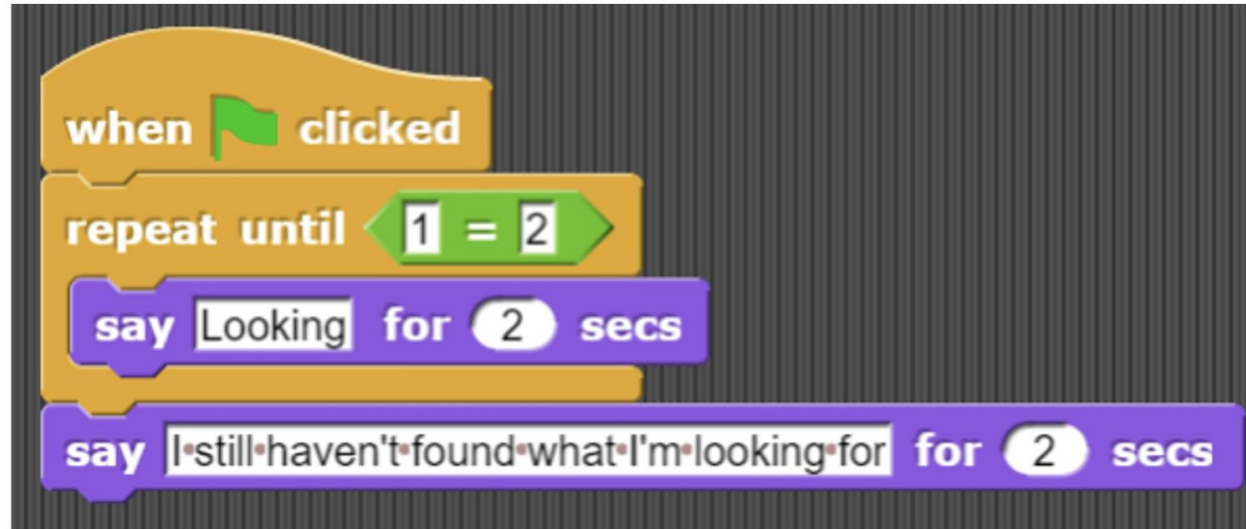 when clicked
repeat until 1 = 2
say Looking for 2 secs
say I still haven't found what I'm looking for for 2 secs